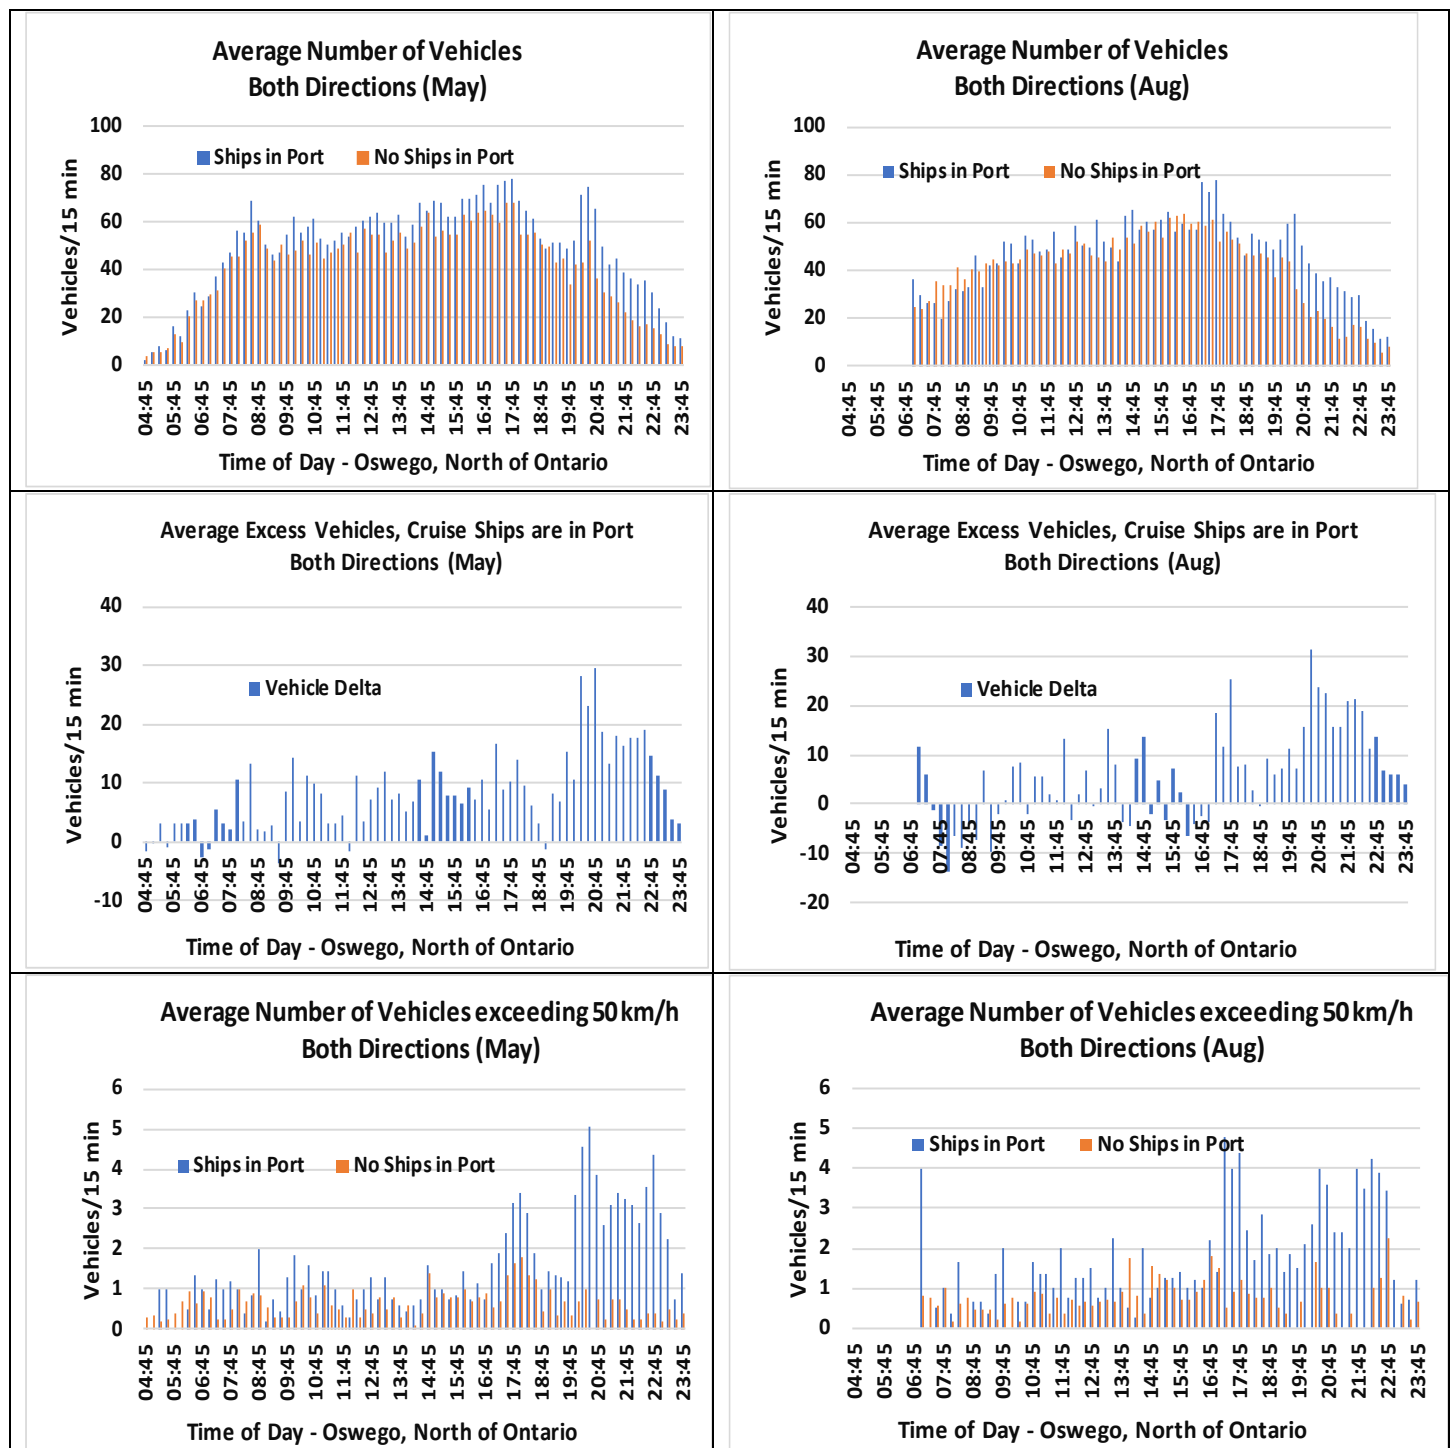 Average Number of Vehicles
Both Directions (May)
100
80
60
40
20
0
Vehicles/15 min
Ships in Port No Ships in Port
04:45 05:45 06:45 07:45 08:45 09:45 10:45 11:45 12:45 13:45 14:45 15:45 16:45 17:45 18:45 19:45 20:45 21:45 22:45 23:45
Time of Day - Oswego, North of Ontario
Average Number of Vehicles
Both Directions (Aug)
100
80
60
40
20
0
Vehicles/15 min
Ships in Port No Ships in Port
04:45 05:45 06:45 07:45 08:45 09:45 10:45 11:45 12:45 13:45 14:45 15:45 16:45 17:45 18:45 19:45 20:45 21:45 22:45 23:45
Time of Day - Oswego, North of Ontario
Average Excess Vehicles, Cruise Ships are in Port
Both Directions (May)
40
30
20
10
0
-10
Vehicles/15 min
Vehicle Delta
04:45 05:45 06:45 07:45 08:45 09:45 10:45 11:45 12:45 13:45 14:45 15:45 16:45 17:45 18:45 19:45 20:45 21:45 22:45 23:45
Time of Day - Oswego, North of Ontario
Average Excess Vehicles, Cruise Ships are in Port
Both Directions (Aug)
40
30
20
10
0
-10
-20
Vehicles/15 min
Vehicle Delta
04:45 05:45 06:45 07:45 08:45 09:45 10:45 11:45 12:45 13:45 14:45 15:45 16:45 17:45 18:45 19:45 20:45 21:45 22:45 23:45
Time of Day - Oswego, North of Ontario
Average Number of Vehicles exceeding 50 km/h
Both Directions (May)
6
5
4
3
2
1
0
Vehicles/15 min
Ships in Port No Ships in Port
04:45 05:45 06:45 07:45 08:45 09:45 10:45 11:45 12:45 13:45 14:45 15:45 16:45 17:45 18:45 19:45 20:45 21:45 22:45 23:45
Time of Day - Oswego, North of Ontario
Average Number of Vehicles exceeding 50 km/h
Both Directions (Aug)
6
5
4
3
2
1
0
Vehicles/15 min
Ships in Port No Ships in Port
04:45 05:45 06:45 07:45 08:45 09:45 10:45 11:45 12:45 13:45 14:45 15:45 16:45 17:45 18:45 19:45 20:45 21:45 22:45 23:45
Time of Day - Oswego, North of Ontario